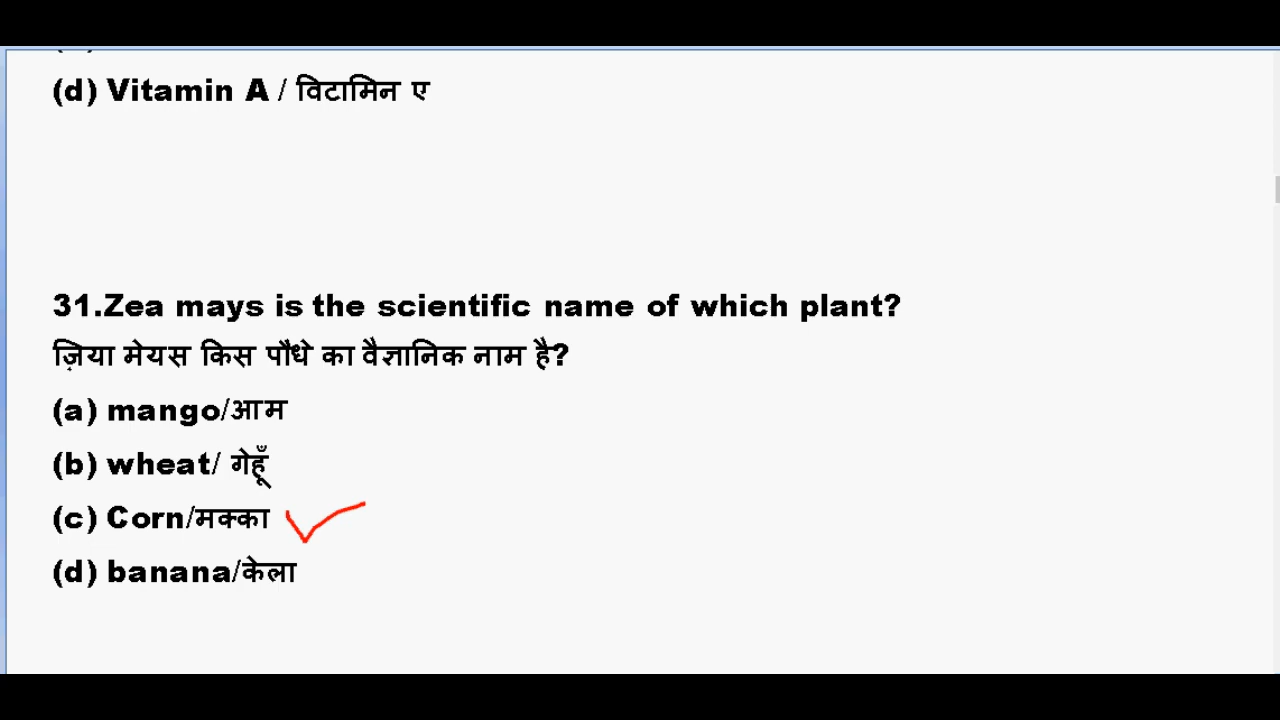 (d) Vitamin A / विटामिन ए
31.Zea mays is the scientific name of which plant?
ज़िया मेयस किस पौधे का वैज्ञानिक नाम है?
(a) mango/आम
(b) wheat/ गेहूँ
(c) Corn/मक्का
(d) banana/केला